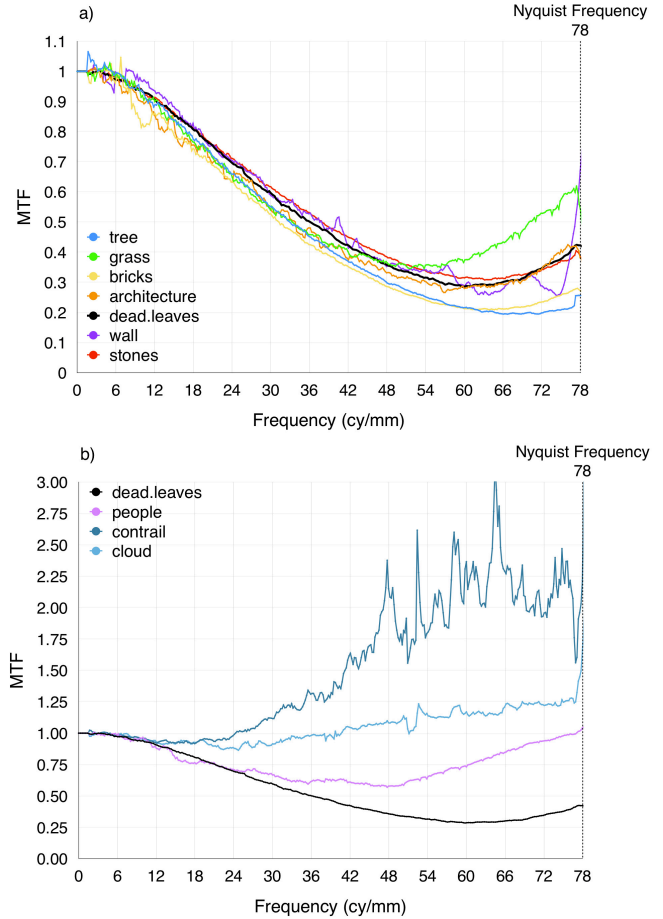 a)
Nyquist Frequency
78
1.1
1
0.9
0.8
0.7
0.6
0.5
0.4
0.3
0.2
0.1
0
MTF
tree
grass
bricks
architecture
dead.leaves
wall
stones
0 6 12 18 24 30 36 42 48 54 60 66 72 78
Frequency (cy/mm)
b)
Nyquist Frequency
78
3.00
2.75
2.50
2.25
2.00
1.75
1.50
1.25
1.00
0.75
0.50
0.25
0.00
MTF
dead.leaves
people
contrail
cloud
0 6 12 18 24 30 36 42 48 54 60 66 72 78
Frequency (cy/mm)